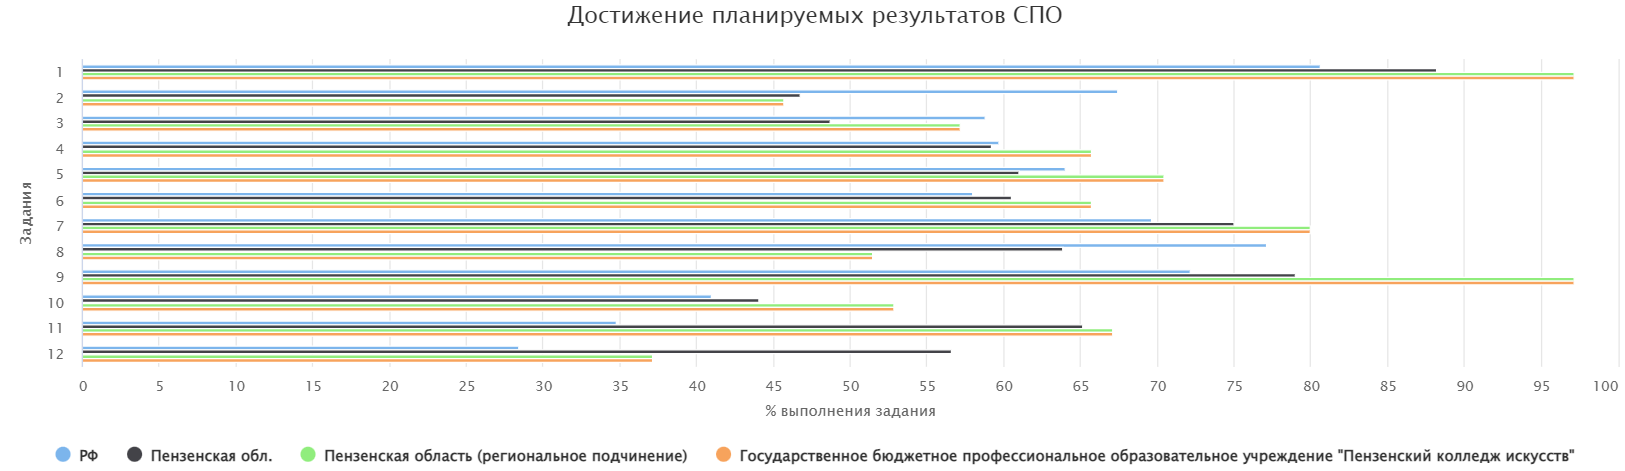 Достижение планируемых результатов СПО
Задания
1
2
3
4
5
6
7
8
9
10
11
12
0 5 10 15 20 25 30 35 40 45 50 55 60 65 70 75 80 85 90 95 100
% выполнения задания
РФ Пензенская обл. Пензенская область (региональное подчинение) Государственное бюджетное профессиональное образовательное учреждение "Пензенский колледж искусств"